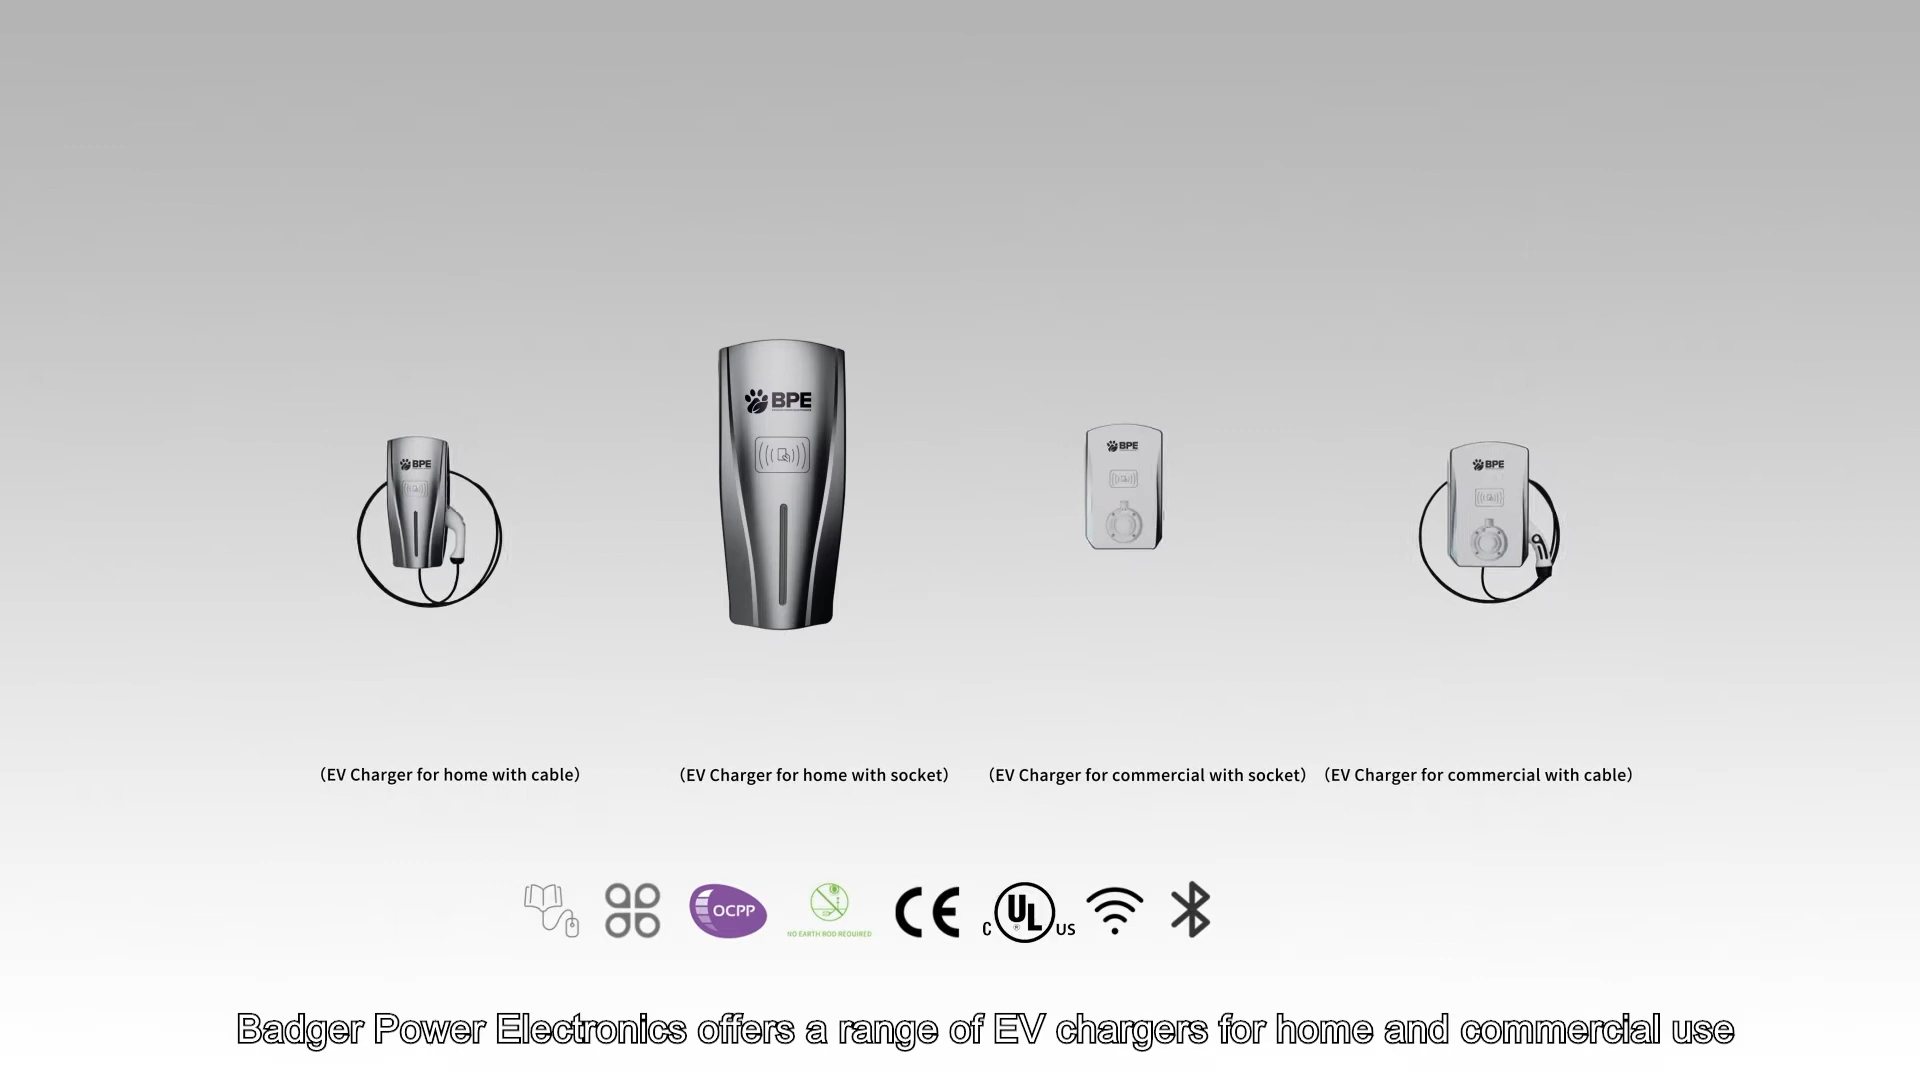 BPE
BPE
BPE
BPE
（EV Charger for home with cable）
（EV Charger for home with socket）
（EV Charger for commercial with socket）
（EV Charger for commercial with cable）
OCPP
NO EARTH ROD REQUIRED
CE
C UL ® US
Badger Power Electronics offers a range of EV chargers for home and commercial use